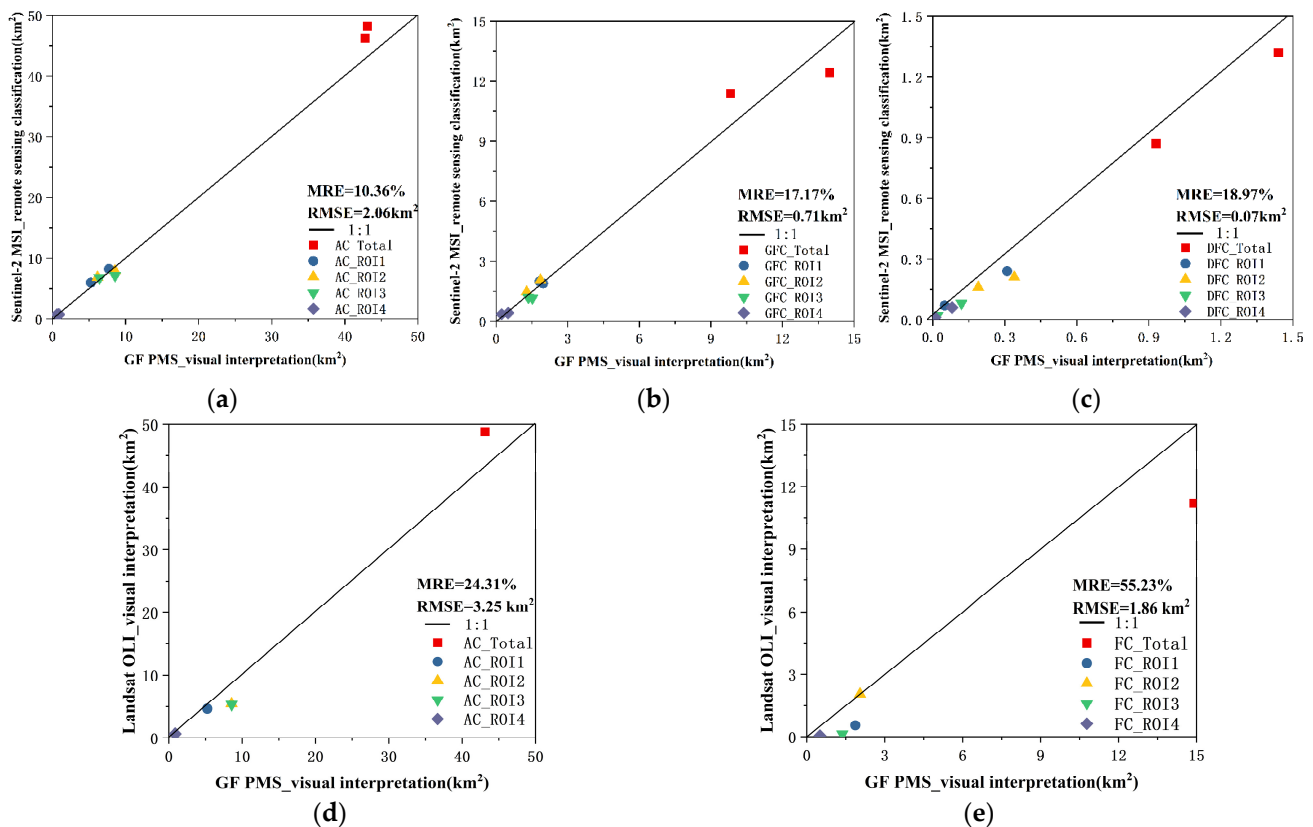 Sentinel-2 MSI_remote sensing classification(km²)
50
40
30
20
10
0
MRE=10.36%
RMSE=2.06km²
1:1
AC_Total
AC_ROI1
AC_ROI2
AC_ROI3
AC_ROI4
0 10 20 30 40 50
GF PMS_visual interpretation(km²)
(a)
Sentinel-2 MSI_remote sensing classification(km²)
15
12
9
6
3
0
MRE=17.17%
RMSE=0.71km²
1:1
GFC_Total
GFC_ROI1
GFC_ROI2
GFC_ROI3
GFC_ROI4
0 3 6 9 12 15
GF PMS_visual interpretation(km²)
(b)
Sentinel-2 MSI_remote sensing classification(km²)
1.5
1.2
0.9
0.6
0.3
0.0
MRE=18.97%
RMSE=0.07km²
1:1
DFC_Total
DFC_ROI1
DFC_ROI2
DFC_ROI3
DFC_ROI4
0.0 0.3 0.6 0.9 1.2 1.5
GF PMS_visual interpretation(km²)
(c)
Landsat OLI_visual interpretation(km²)
50
40
30
20
10
0
MRE=24.31%
RMSE=3.25 km²
1:1
AC_Total
AC_ROI1
AC_ROI2
AC_ROI3
AC_ROI4
0 10 20 30 40 50
GF PMS_visual interpretation(km²)
(d)
Landsat OLI_visual interpretation(km²)
15
12
9
6
3
0
MRE=55.23%
RMSE=1.86 km²
1:1
FC_Total
FC_ROI1
FC_ROI2
FC_ROI3
FC_ROI4
0 3 6 9 12 15
GF PMS_visual interpretation(km²)
(e)